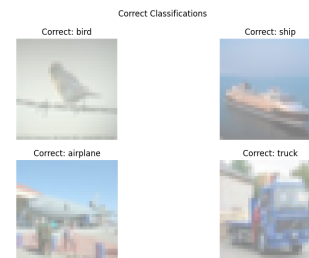 Correct Classifications
Correct: bird
Correct: ship
Correct: airplane
Correct: truck